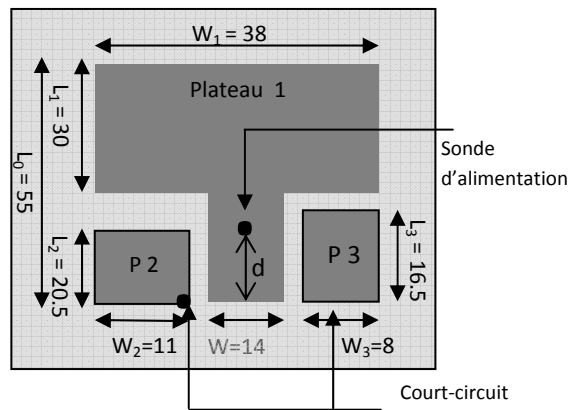 W1 = 38
Plateau 1
L1 = 30
L0 = 55
Sonde
d'alimentation
L2 = 20.5
P 2
d
P 3
L3 = 16.5
W2=11
W=14
W3=8
Court-circuit